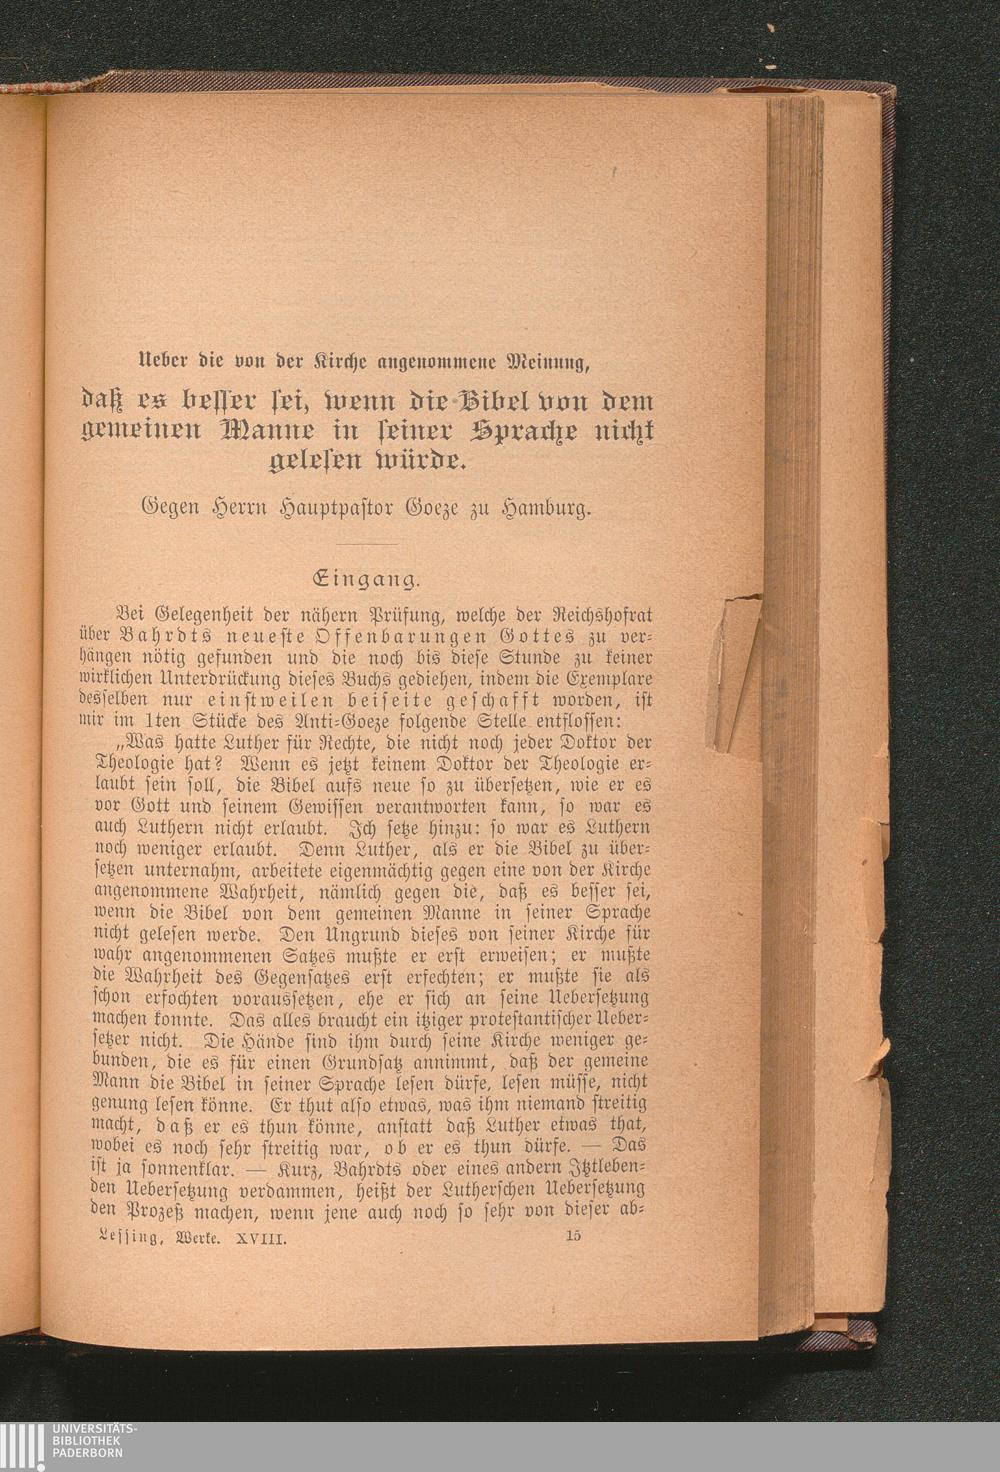 Ueber die von der Kirche angenommene Meinung,
daß es besser sei, wenn die Bibel von dem
gemeinen Manne in seiner Sprache nicht
gelesen würde.
Gegen Herrn Hauptpastor Goeze zu Hamburg.
Eingang.
Bei Gelegenheit der nähern Prüfung, welche der Reichshofrat
über Bahrdts neueste Offenbarungen Gottes zu ver-
hängen nötig gefunden und die noch bis diese Stunde zu keiner
wirklichen Unterdrückung dieses Buchs gediehen, indem die Exemplare
desselben nur einstweilen beiseite geschafft worden, ist
mir im 1ten Stücke des Anti-Goeze folgende Stelle entflossen:
„Was hatte Luther für Rechte, die nicht noch jeder Doktor der
Theologie hat? Wenn es jetzt keinem Doktor der Theologie er-
laubt sein soll, die Bibel aufs neue so zu übersetzen, wie er es
vor Gott und seinem Gewissen verantworten kann, so war es
auch Luthern nicht erlaubt. Ich setze hinzu: so war es Luthern
noch weniger erlaubt. Denn Luther, als er die Bibel zu über-
setzen unternahm, arbeitete eigenmächtig gegen eine von der Kirche
angenommene Wahrheit, nämlich gegen die, daß es besser sei,
wenn die Bibel von dem gemeinen Manne in seiner Sprache
nicht gelesen werde. Den Ungrund dieses von seiner Kirche für
wahr angenommenen Satzes mußte er erst erweisen; er mußte
die Wahrheit des Gegensatzes erst erfechten; er mußte sie als
schon erfochten voraussetzen, ehe er sich an seine Uebersetzung
machen konnte. Das alles braucht ein itziger protestantischer Ueber-
setzer nicht. Die Hände sind ihm durch seine Kirche weniger ge-
bunden, die es für einen Grundsatz annimmt, daß der gemeine
Mann die Bibel in seiner Sprache lesen dürfe, lesen müsse, nicht
genung lesen könne. Er thut also etwas, was ihm niemand streitig
macht, daß er es thun könne, anstatt daß Luther etwas that,
wobei es noch sehr streitig war, ob er es thun dürfe. — Das
ist ja sonnenklar. — Kurz, Bahrdts oder eines andern Itztleben-
den Uebersetzung verdammen, heißt der Lutherschen Uebersetzung
den Prozeß machen, wenn jene auch noch so sehr von dieser ab-
Lessing, Werke. XVIII. 15
UNIVERSITÄTS-
BIBLIOTHEK
PADERBORN